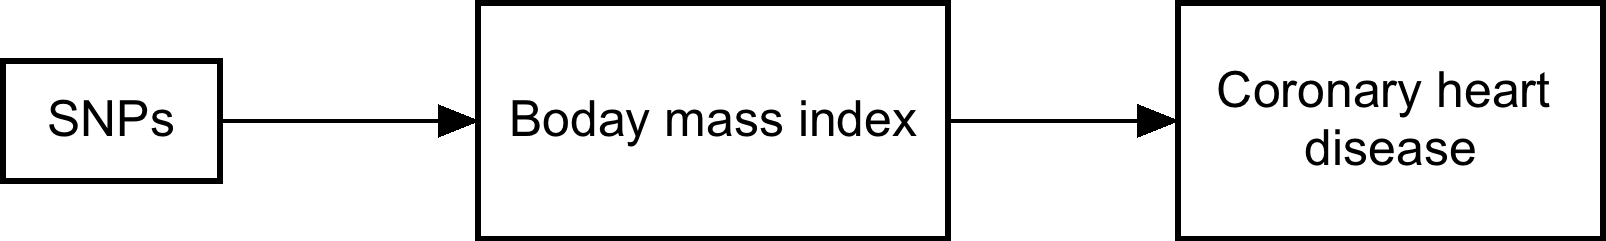 SNPs
Boday mass index
Coronary heart
disease